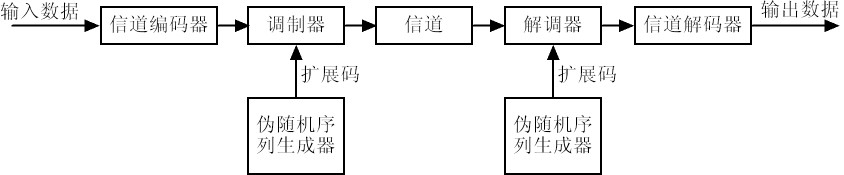 输入数据
信道编码器
调制器
信道
解调器
信道解码器
输出数据
扩展码
扩展码
伪随机序
列生成器
伪随机序
列生成器